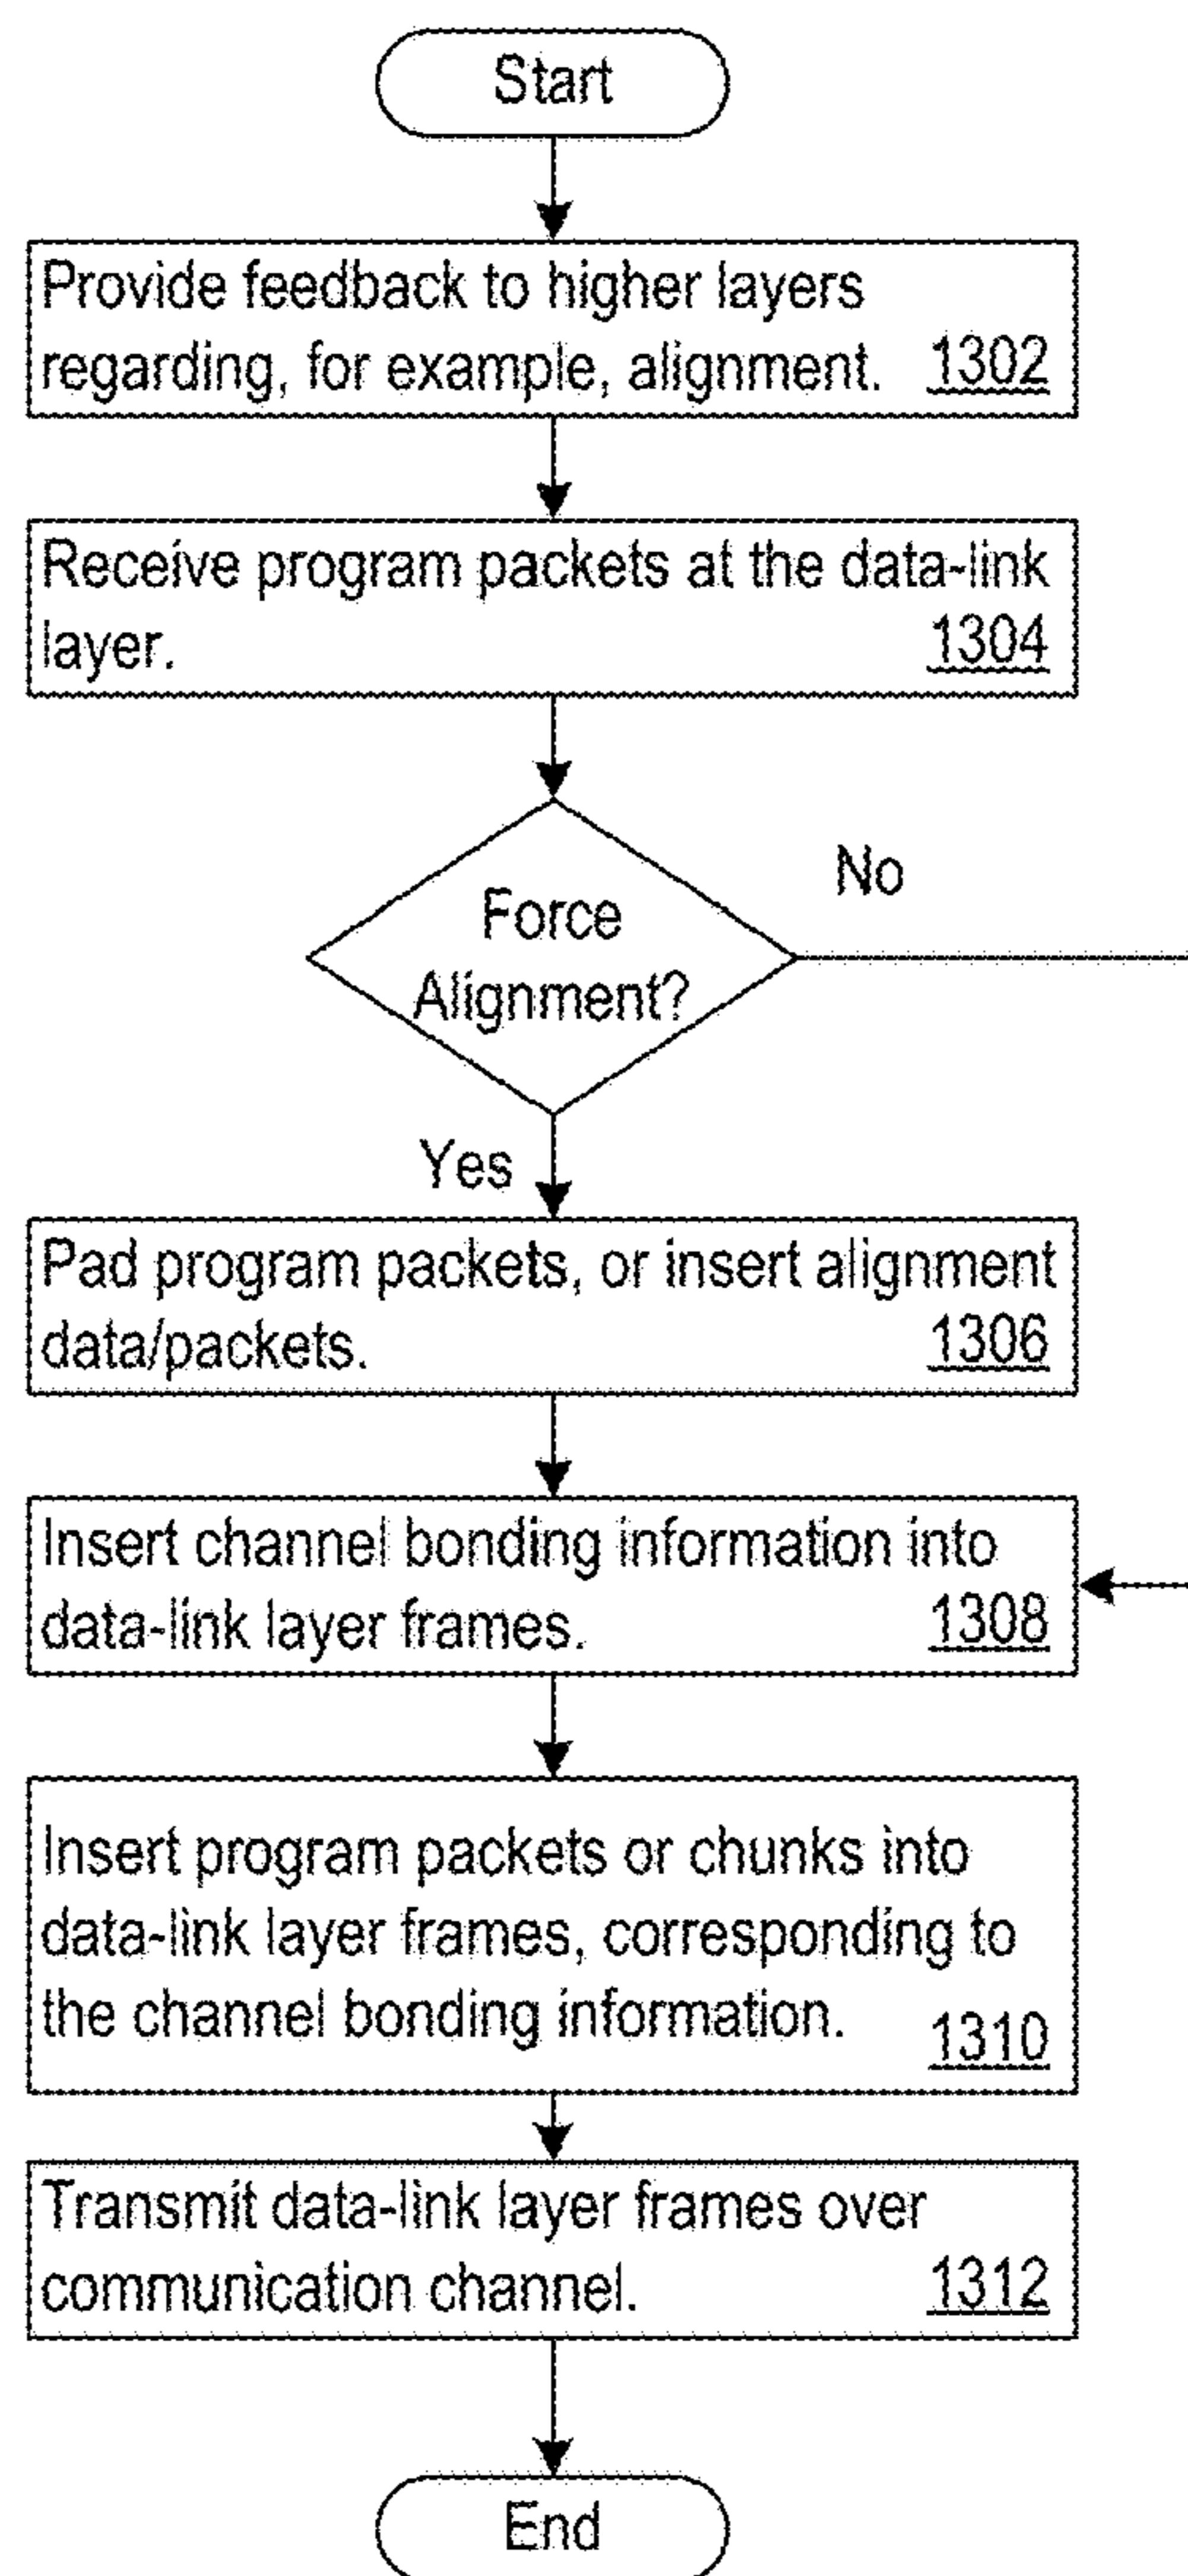 Start
Provide feedback to higher layers
regarding, for example, alignment. 1302
Receive program packets at the data-link
layer. 1304
Force
Alignment?
No
Yes
Pad program packets, or insert alignment
data/packets. 1306
Insert channel bonding information into
data-link layer frames. 1308
Insert program packets or chunks into
data-link layer frames, corresponding to
the channel bonding information. 1310
Transmit data-link layer frames over
communication channel. 1312
End